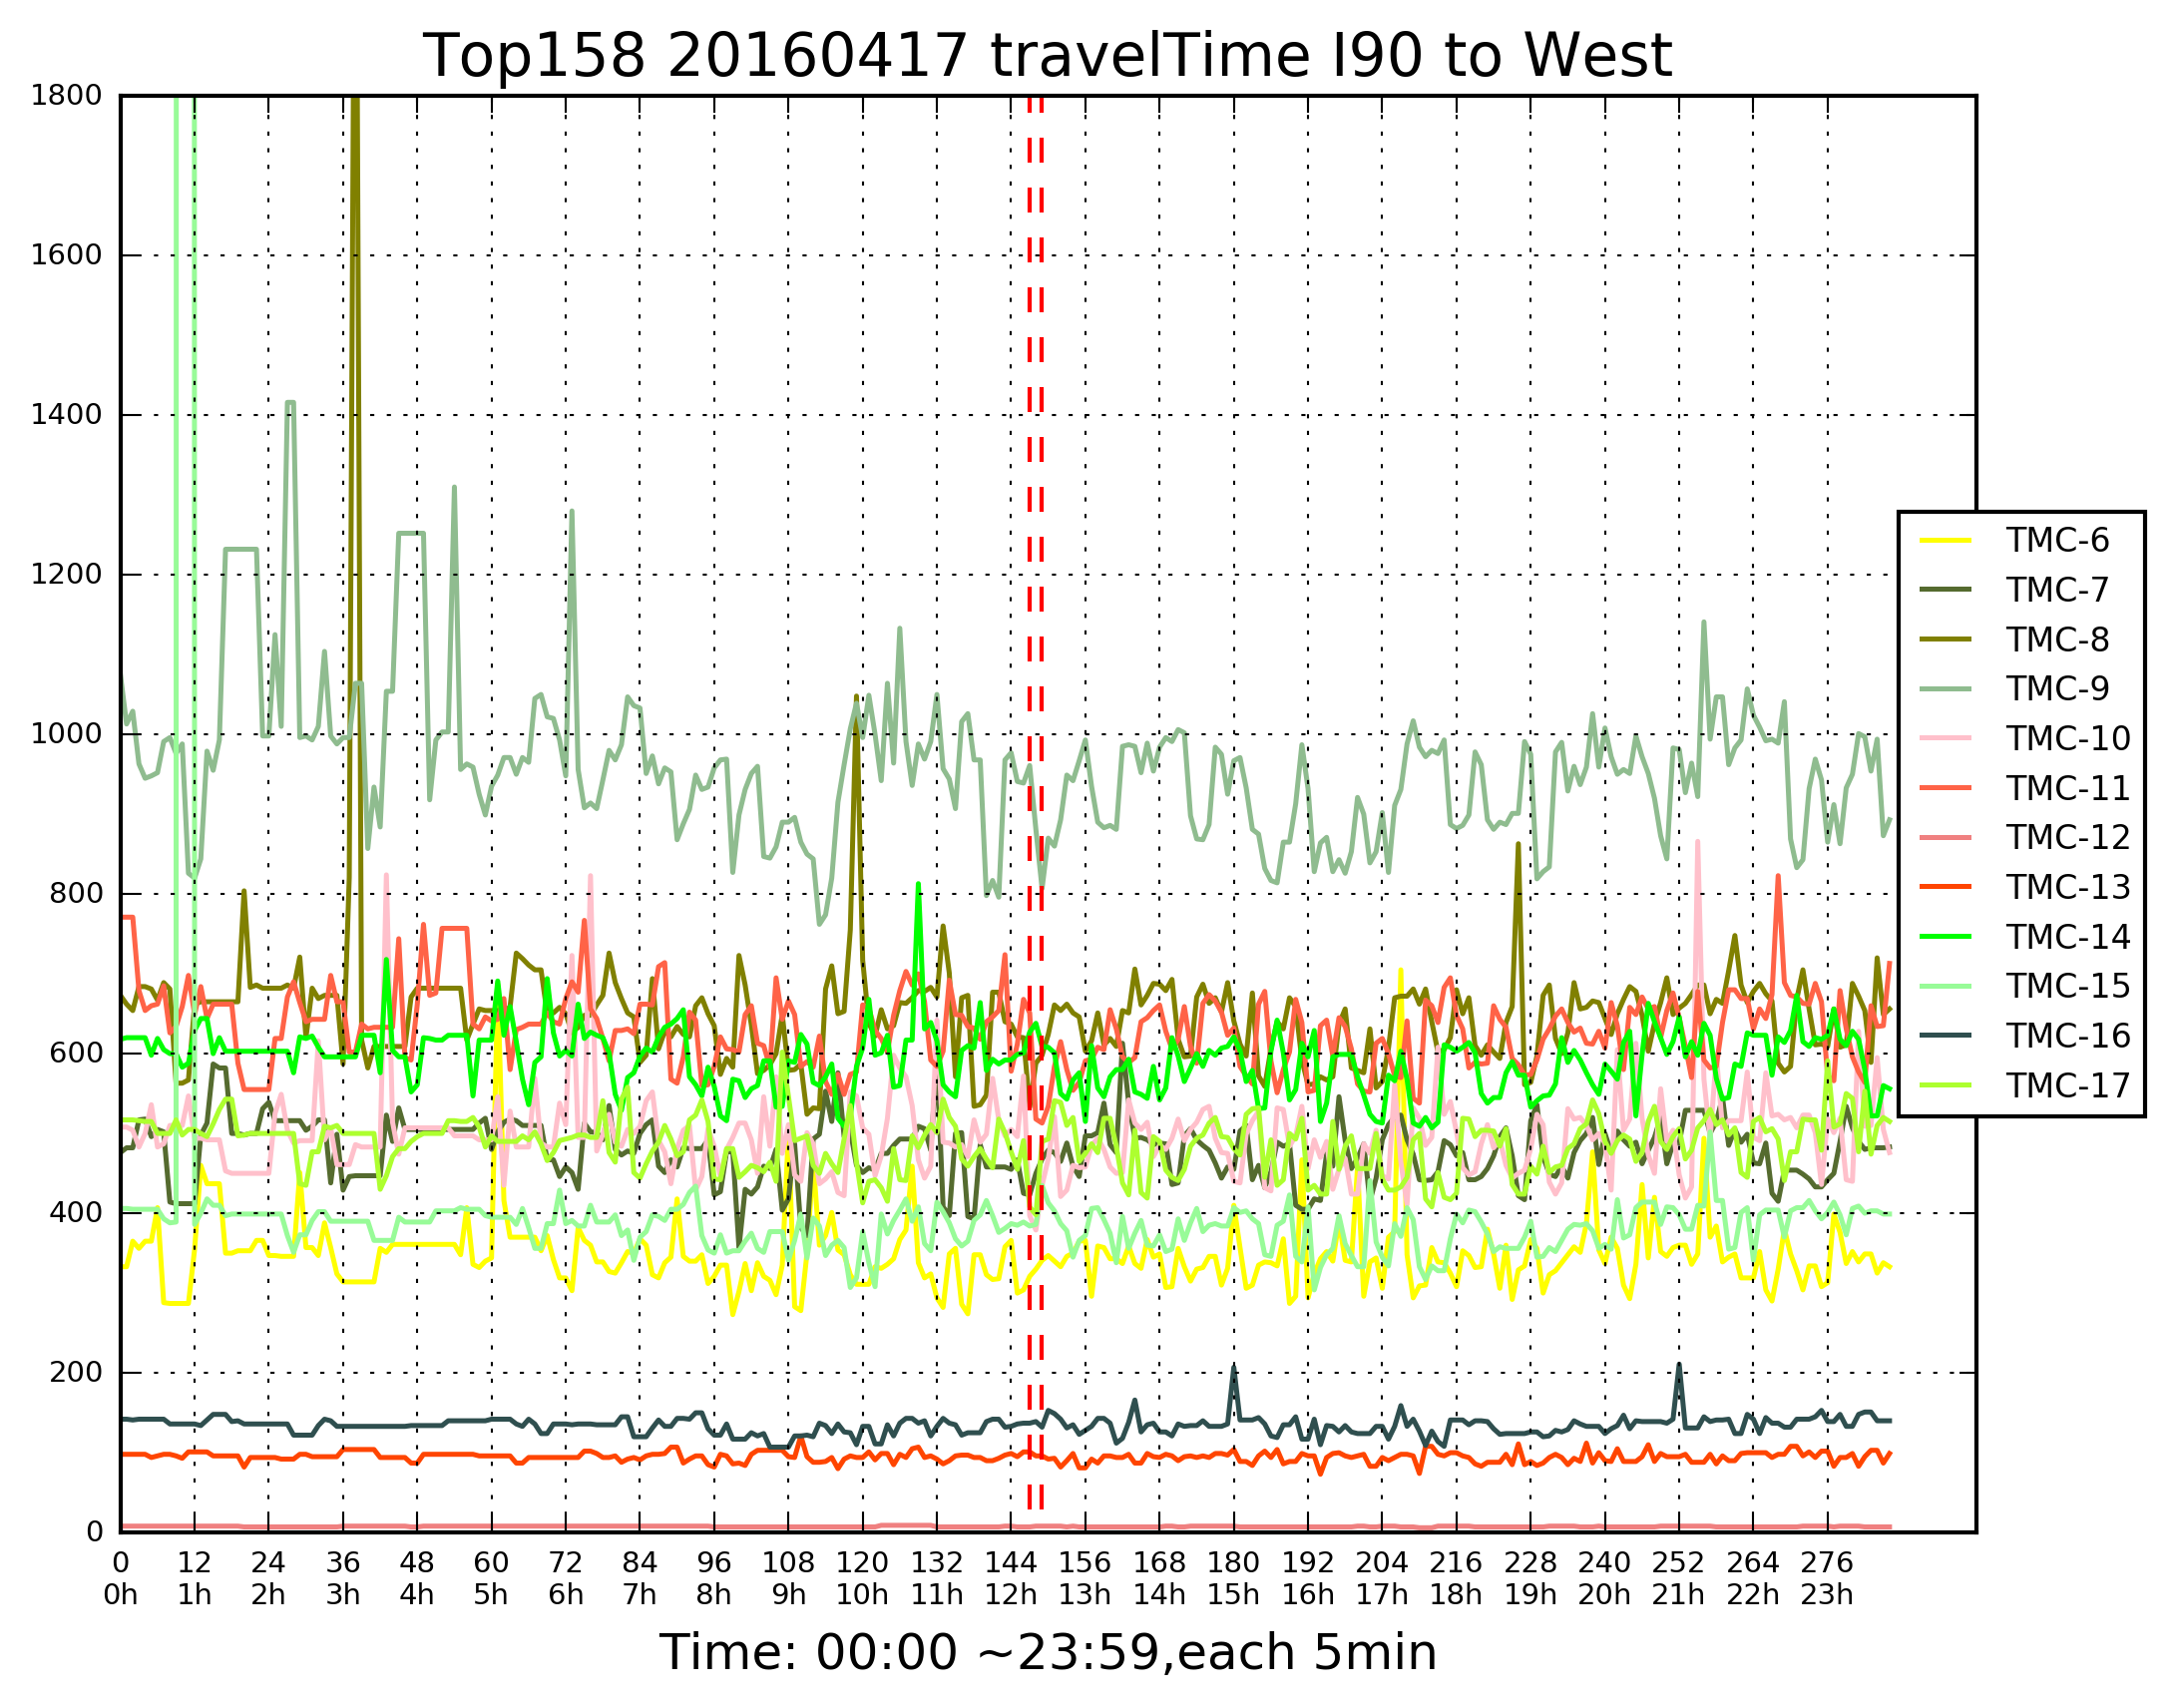 Top158 20160417 travelTime I90 to West
1800
1600
1400
1200
1000
800
600
400
200
0
TMC-6
TMC-7
TMC-8
TMC-9
TMC-10
TMC-11
TMC-12
TMC-13
TMC-14
TMC-15
TMC-16
TMC-17
0 12 24 36 48 60 72 84 96 108 120 132 144 156 168 180 192 204 216 228 240 252 264 276
0h 1h 2h 3h 4h 5h 6h 7h 8h 9h 10h 11h 12h 13h 14h 15h 16h 17h 18h 19h 20h 21h 22h 23h
Time: 00:00 ~23:59,each 5min